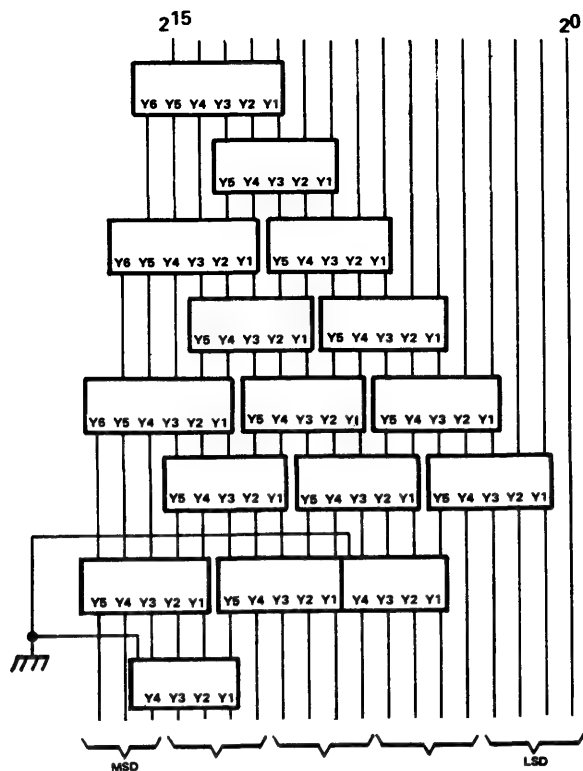 2¹⁵ 2⁰
Y6 Y5 Y4 Y3 Y2 Y1
Y5 Y4 Y3 Y2 Y1
Y6 Y5 Y4 Y3 Y2 Y1 Y5 Y4 Y3 Y2 Y1
Y5 Y4 Y3 Y2 Y1 Y5 Y4 Y3 Y2 Y1
Y6 Y5 Y4 Y3 Y2 Y1 Y5 Y4 Y3 Y2 Y1 Y5 Y4 Y3 Y2 Y1
Y5 Y4 Y3 Y2 Y1 Y5 Y4 Y3 Y2 Y1 Y5 Y4 Y3 Y2 Y1
Y5 Y4 Y3 Y2 Y1 Y5 Y4 Y3 Y2 Y1 Y4 Y3 Y2 Y1
Y4 Y3 Y2 Y1
MSD LSD